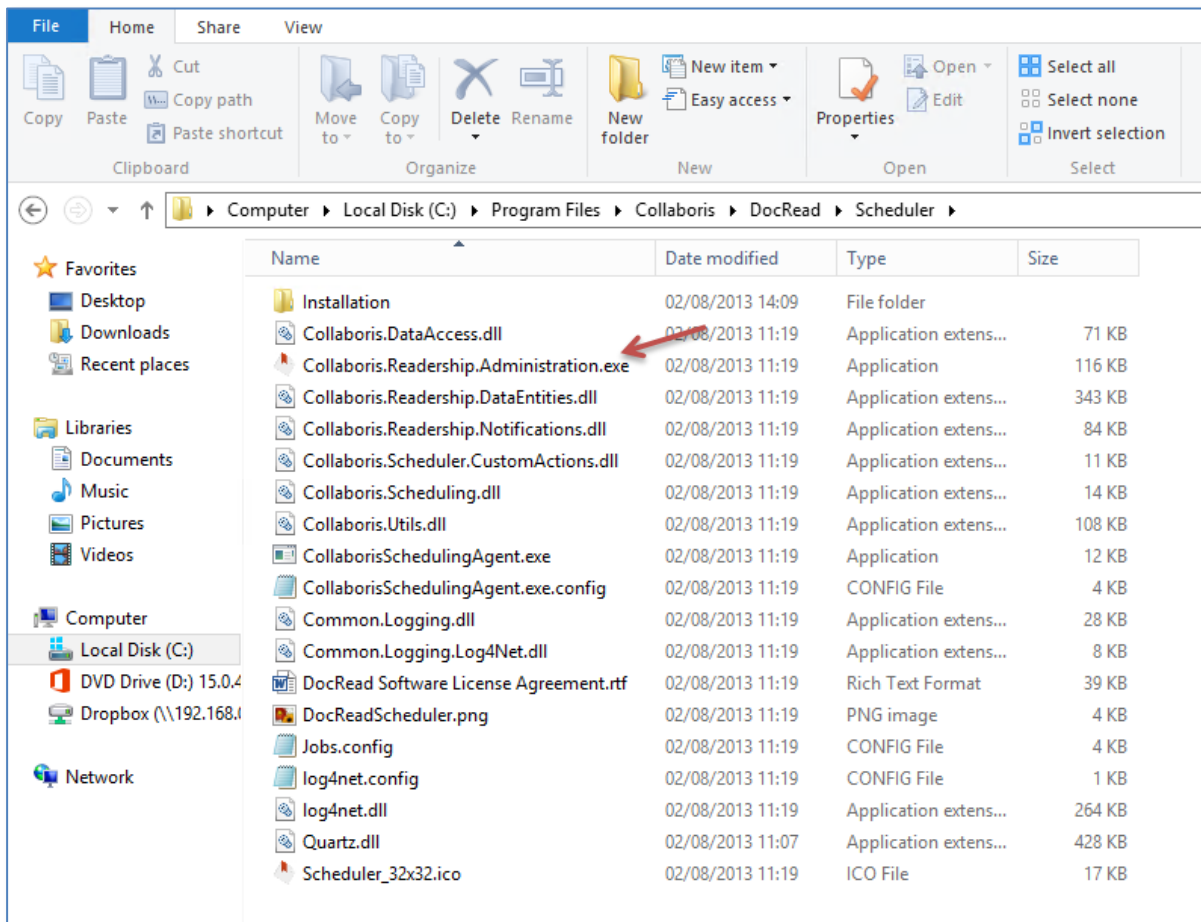 File Home Share View
Cut
Copy path
Paste shortcut
Copy Paste
Clipboard
Move to Copy to Delete Rename
Organize
New item
Easy access
New folder
New
Properties
Open
Edit
Open
Select all
Select none
Invert selection
Select
Computer Local Disk (C:) Program Files Collaboris DocRead Scheduler
Favorites
Desktop
Downloads
Recent places
Libraries
Documents
Music
Pictures
Videos
Computer
Local Disk (C:)
DVD Drive (D:) 15.0.4
Dropbox (\\192.168.0
Network
Name Date modified Type Size
Installation 02/08/2013 14:09 File folder
Collaboris.DataAccess.dll 02/08/2013 11:19 Application extens... 71 KB
Collaboris.Readership.Administration.exe 02/08/2013 11:19 Application 116 KB
Collaboris.Readership.DataEntities.dll 02/08/2013 11:19 Application extens... 343 KB
Collaboris.Readership.Notifications.dll 02/08/2013 11:19 Application extens... 84 KB
Collaboris.Scheduler.CustomActions.dll 02/08/2013 11:19 Application extens... 11 KB
Collaboris.Scheduling.dll 02/08/2013 11:19 Application extens... 14 KB
Collaboris.Utils.dll 02/08/2013 11:19 Application extens... 108 KB
CollaborisSchedulingAgent.exe 02/08/2013 11:19 Application 12 KB
CollaborisSchedulingAgent.exe.config 02/08/2013 11:19 CONFIG File 4 KB
Common.Logging.dll 02/08/2013 11:19 Application extens... 28 KB
Common.Logging.Log4Net.dll 02/08/2013 11:19 Application extens... 8 KB
DocRead Software License Agreement.rtf 02/08/2013 11:19 Rich Text Format 39 KB
DocReadScheduler.png 02/08/2013 11:19 PNG image 4 KB
Jobs.config 02/08/2013 11:19 CONFIG File 4 KB
log4net.config 02/08/2013 11:19 CONFIG File 1 KB
log4net.dll 02/08/2013 11:19 Application extens... 264 KB
Quartz.dll 02/08/2013 11:07 Application extens... 428 KB
Scheduler_32x32.ico 02/08/2013 11:19 ICO File 17 KB